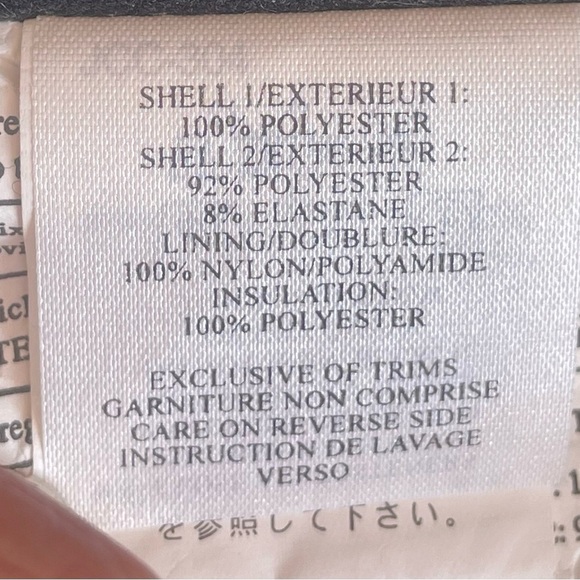 SHELL 1/EXTERIEUR 1:
100% POLYESTER
SHELL 2/EXTERIEUR 2:
92% POLYESTER
8% ELASTANE
LINING/DOUBLURE:
100% NYLON/POLYAMIDE
INSULATION:
100% POLYESTER
EXCLUSIVE OF TRIMS
GARNITURE NON COMPRISE
CARE ON REVERSE SIDE
INSTRUCTION DE LAVAGE
VERSO
を参照して下さい。